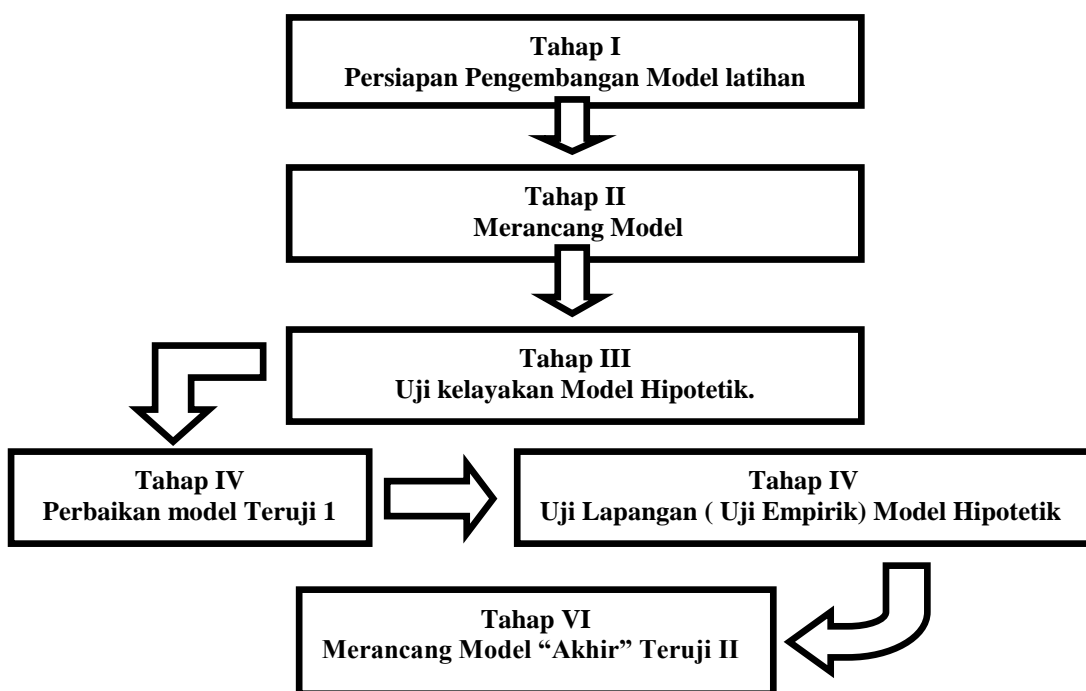 Tahap I
Persiapan Pengembangan Model latihan
Tahap II
Merancang Model
Tahap III
Uji kelayakan Model Hipotetik.
Tahap IV
Perbaikan model Teruji 1
Tahap IV
Uji Lapangan ( Uji Empirik) Model Hipotetik
Tahap VI
Merancang Model “Akhir” Teruji II